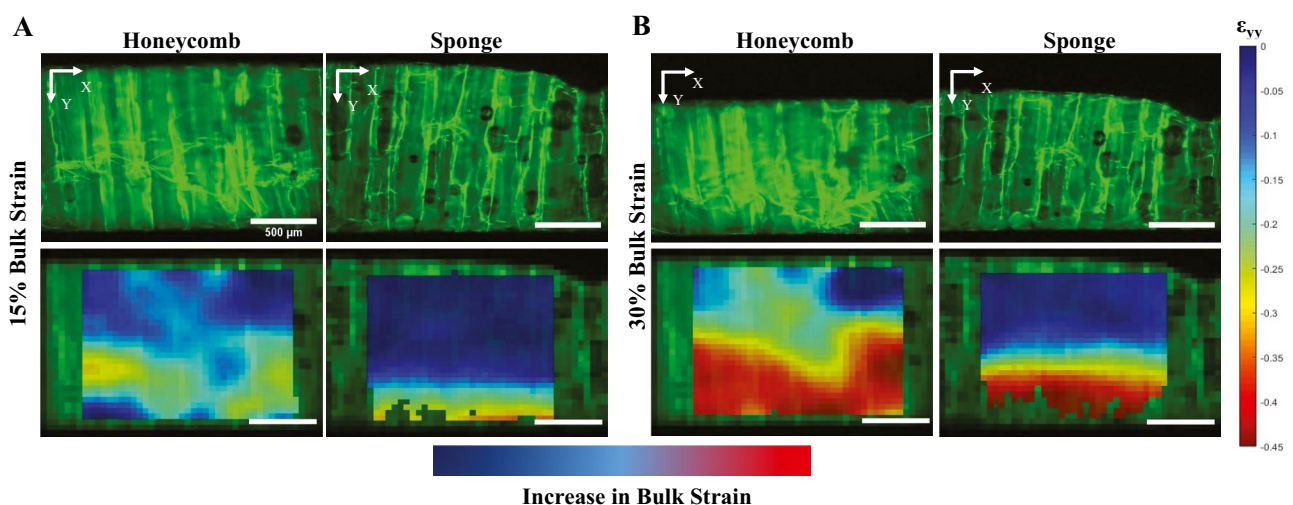 A
Honeycomb
Sponge
B
Honeycomb
Sponge
εyy
X
Y
X
Y
X
Y
X
Y
15% Bulk Strain
30% Bulk Strain
500 µm
0
-0.05
-0.1
-0.15
-0.2
-0.25
-0.3
-0.35
-0.4
-0.45
Increase in Bulk Strain